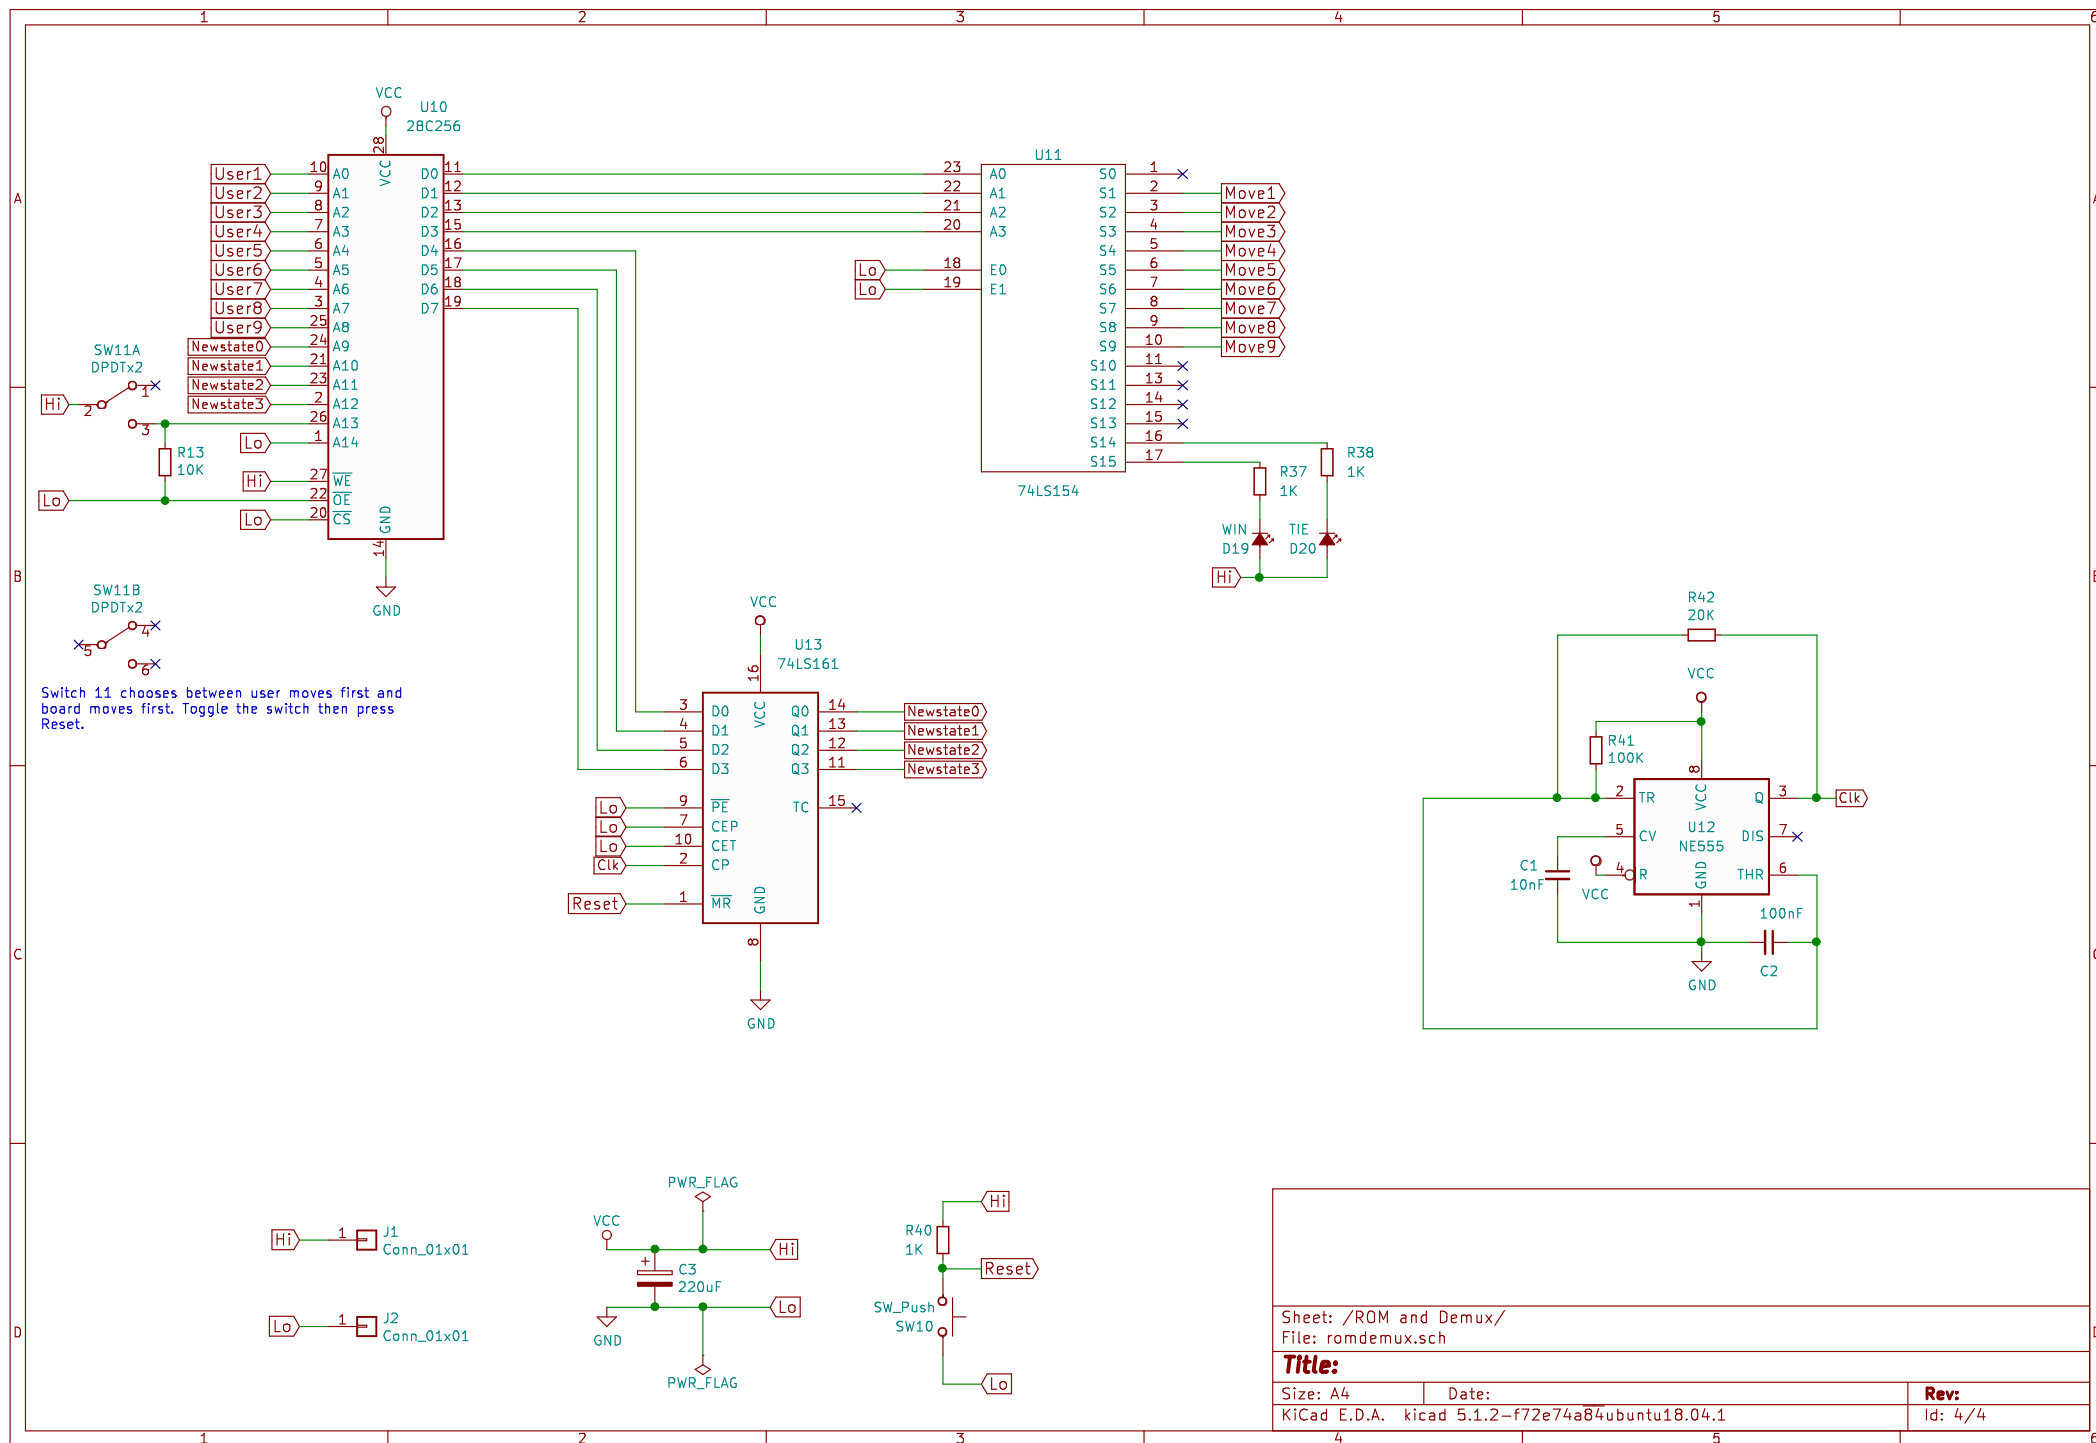 1 2 3 4 5 6
A
B
C
D
VCC
U10
28C256
28
VCC
User1 10 A0 D0 11
User2 9 A1 D1 12
User3 8 A2 D2 13
User4 7 A3 D3 15
User5 6 A4 D4 16
User6 5 A5 D5 17
User7 4 A6 D6 18
User8 3 A7 D7 19
User9 25 A8
Newstate0 24 A9
Newstate1 21 A10
Newstate2 23 A11
Newstate3 2 A12
26 A13
Lo 1 A14
Hi 27 WE
Lo 22 OE
Lo 20 CS
GND
14
GND
SW11A
DPDTx2
Hi 2 1
3
R13
10K
SW11B
DPDTx2
4
5
6
Switch 11 chooses between user moves first and
board moves first. Toggle the switch then press
Reset.
U11
23 A0 S0 1
22 A1 S1 2 Move1
21 A2 S2 3 Move2
20 A3 S3 4 Move3
S4 5 Move4
Lo 18 E0 S5 6 Move5
Lo 19 E1 S6 7 Move6
S7 8 Move7
S8 9 Move8
S9 10 Move9
S10 11
S11 13
S12 14
S13 15
S14 16
S15 17
74LS154
R38
1K
R37
1K
WIN
D19
TIE
D20
Hi
VCC
U13
74LS161
16
VCC
3 D0 Q0 14 Newstate0
4 D1 Q1 13 Newstate1
5 D2 Q2 12 Newstate2
6 D3 Q3 11 Newstate3
Lo 9 PE TC 15
Lo 7 CEP
Lo 10 CET
Clk 2 CP
Reset 1 MR
GND
8
GND
R42
20K
VCC
R41
100K
8
VCC
2 TR Q 3 Clk
U12
NE555
5 CV DIS 7
4 R THR 6
VCC
GND
1
C1
10nF
100nF
C2
GND
Hi 1 J1
Conn_01x01
Lo 1 J2
Conn_01x01
PWR_FLAG
VCC
Hi
+
C3
220uF
Lo
GND
PWR_FLAG
Hi
R40
1K
Reset
SW_Push
SW10
Lo
Sheet: /ROM and Demux/
File: romdemux.sch
Title:
Size: A4 Date: Rev:
KiCad E.D.A. kicad 5.1.2-f72e74a84ubuntu18.04.1 Id: 4/4
1 2 3 4 5 6